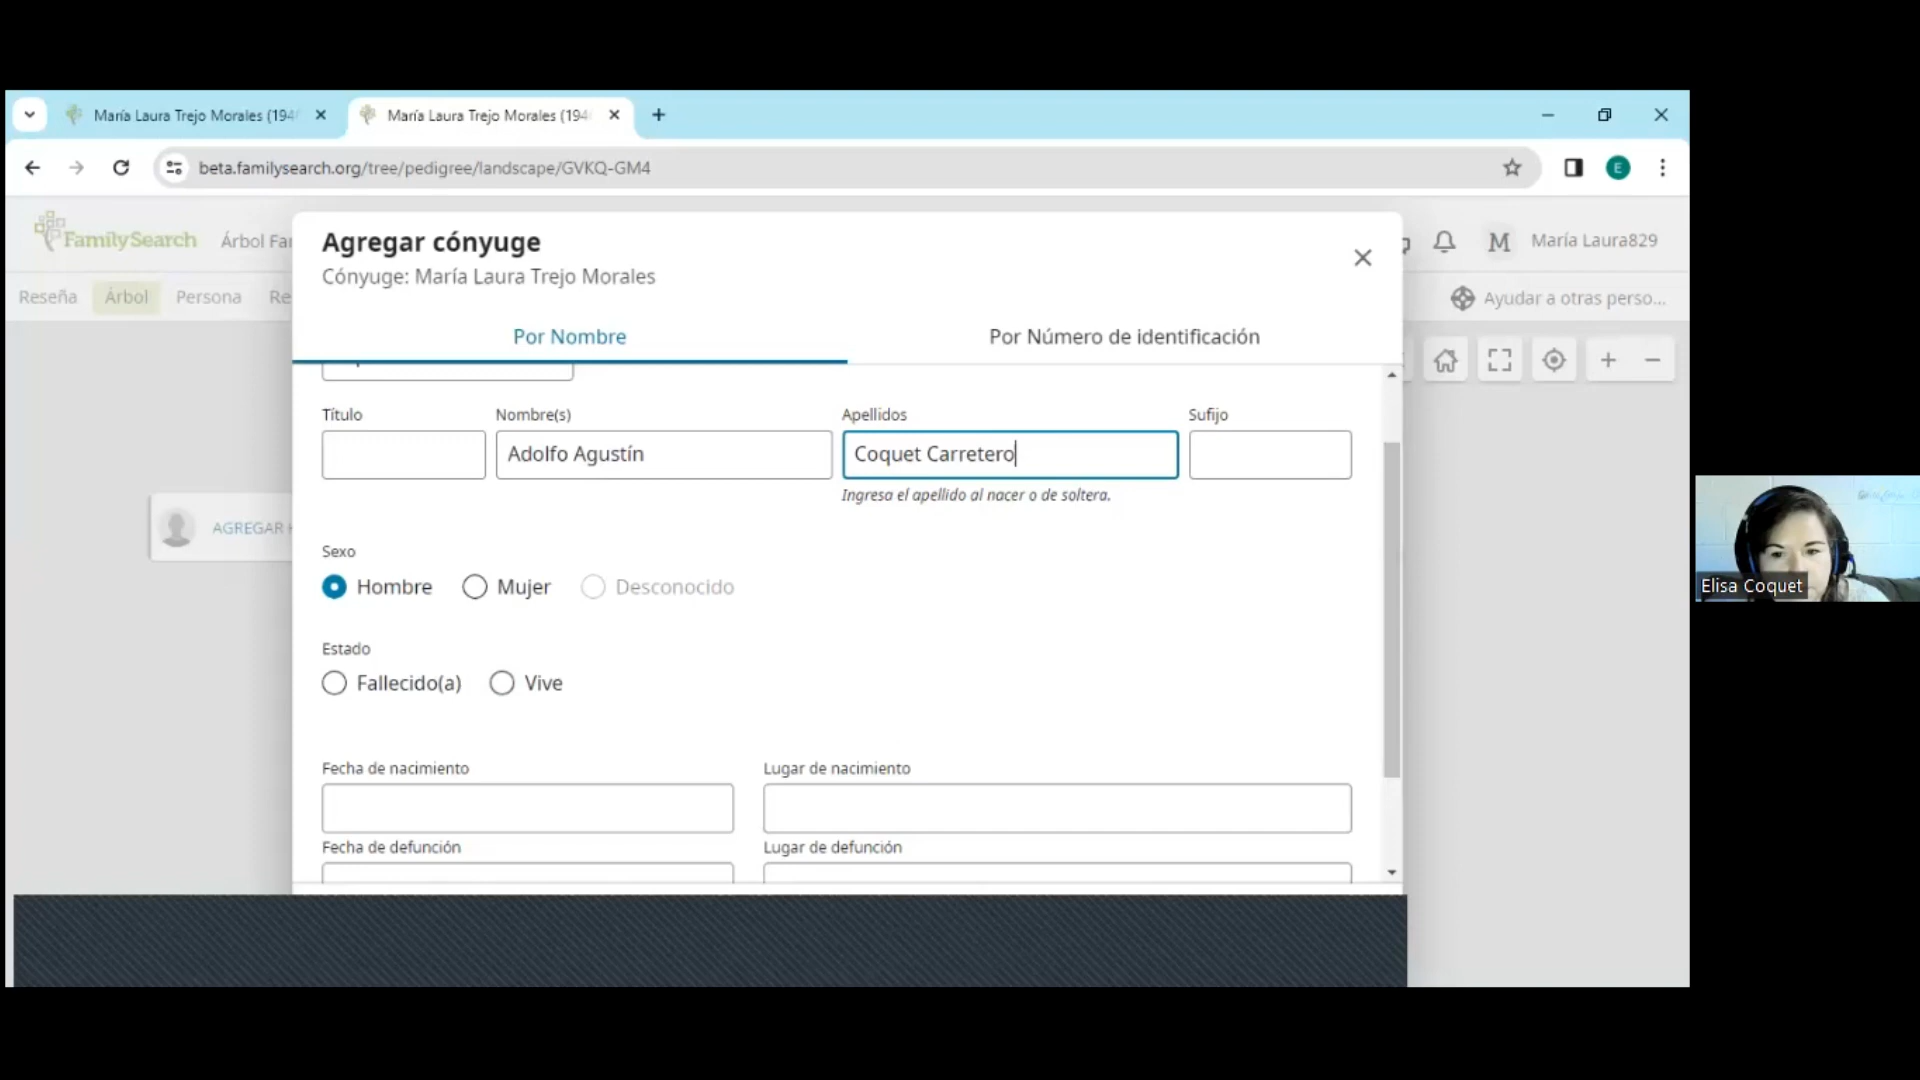 María Laura Trejo Morales (194
María Laura Trejo Morales (194
beta.familysearch.org/tree/pedigree/landscape/GVKQ-GM4
E
FamilySearch
Árbol Fa
M
María Laura829
Reseña
Árbol
Persona
Re
Ayudar a otras perso...
Agregar cónyuge
Cónyuge: María Laura Trejo Morales
Por Nombre
Por Número de identificación
Título
Nombre(s)
Apellidos
Sufijo
Adolfo Agustín
Coquet Carretero
Ingresa el apellido al nacer o de soltera.
AGREGAR
Sexo
Hombre
Mujer
Desconocido
Estado
Fallecido(a)
Vive
Fecha de nacimiento
Lugar de nacimiento
Fecha de defunción
Lugar de defunción
Elisa Coquet